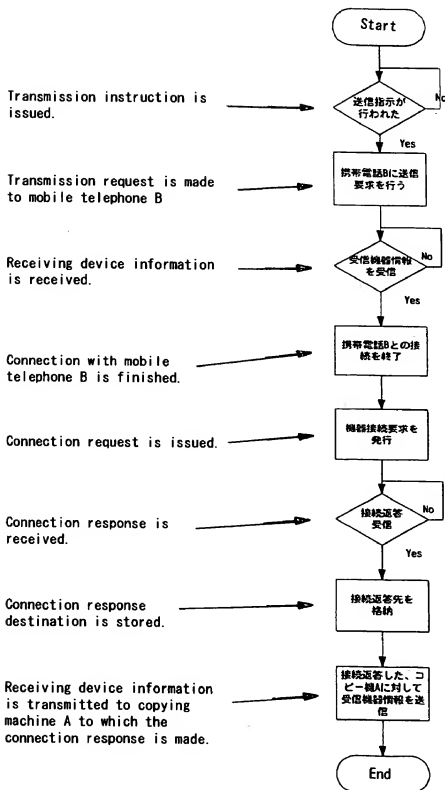 Start
Transmission instruction is
issued.
送信指示が
行われた
No
Yes
Transmission request is made
to mobile telephone B
携帯電話Bに送信
要求を行う
Receiving device information
is received.
受信機器情報
を受信
No
Yes
Connection with mobile
telephone B is finished.
携帯電話Bとの接
続を終了
Connection request is issued.
機器接続要求を
発行
Connection response is
received.
接続返答
受信
No
Yes
Connection response
destination is stored.
接続返答先を
格納
Receiving device information
is transmitted to copying
machine A to which the
connection response is made.
接続返答した、コ
ピー機Aに対して
受信機器情報を送
信
End